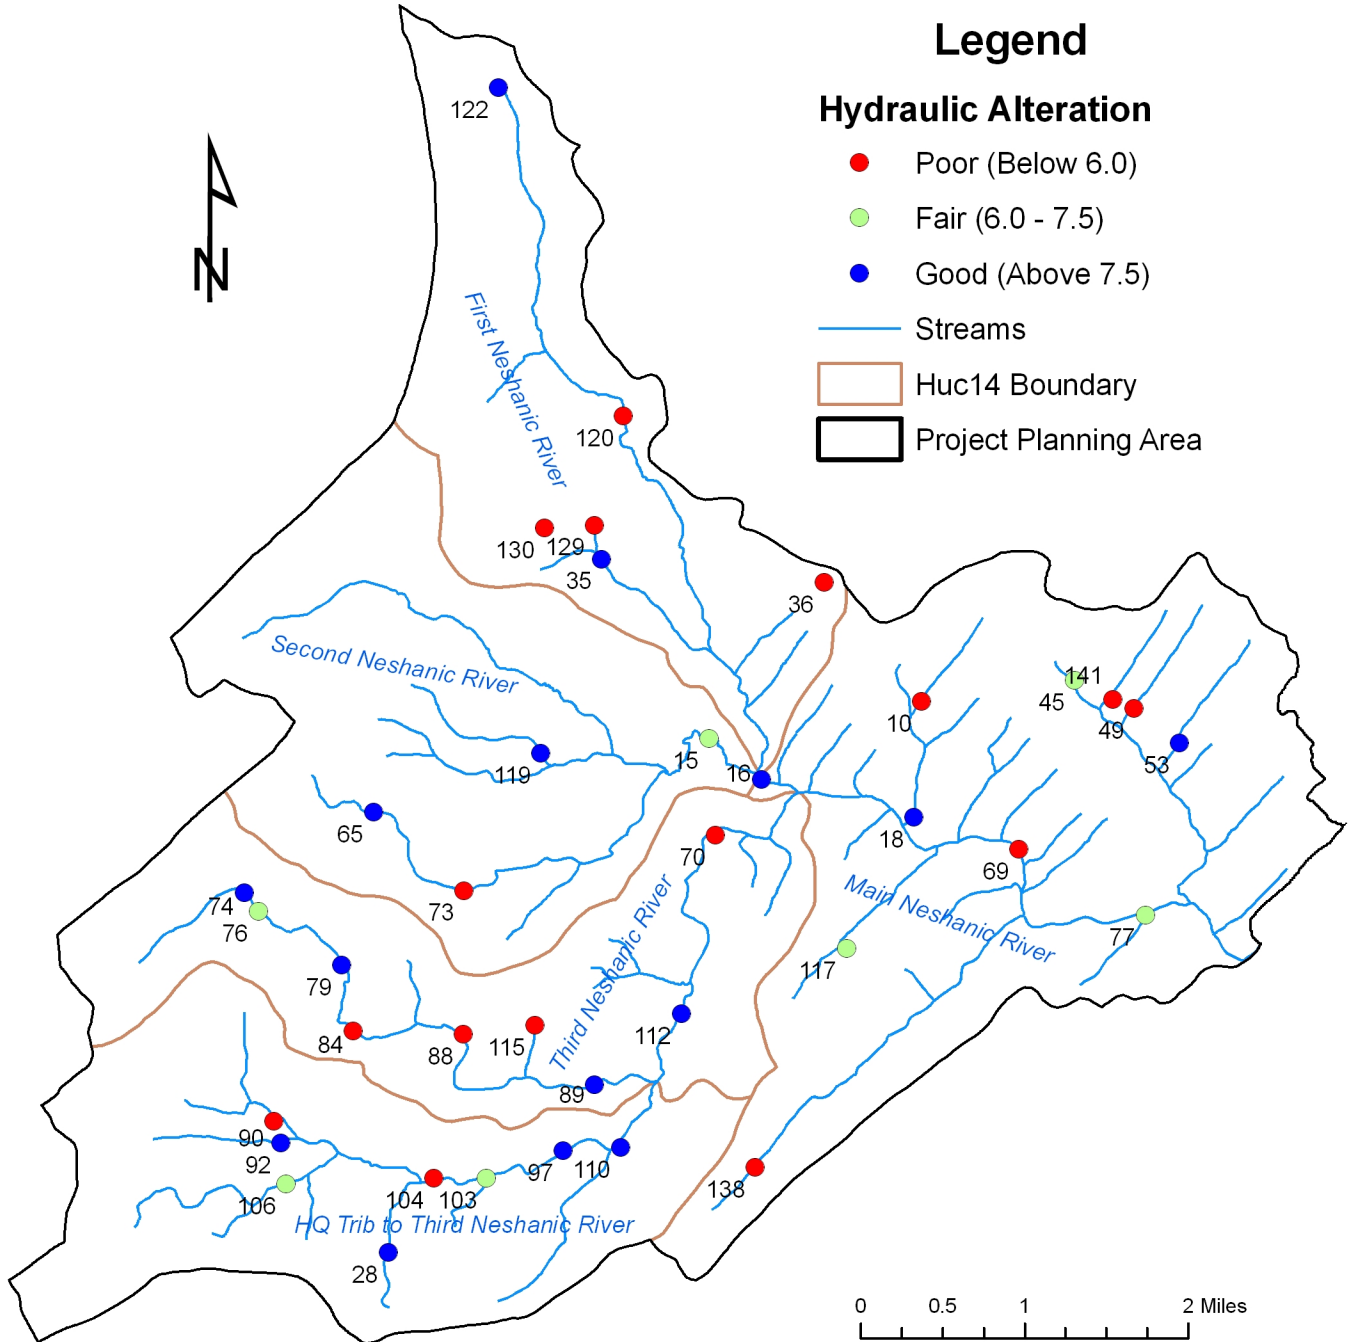 Legend
Hydraulic Alteration
Poor (Below 6.0)
Fair (6.0 - 7.5)
Good (Above 7.5)
Streams
Huc14 Boundary
Project Planning Area
N
122
First Neshanic River
120
130
129
35
36
Second Neshanic River
141
45
10
49
15
16
53
119
65
18
70
69
73
Main Neshanic River
74
76
77
117
79
Third Neshanic River
84
88
115
112
89
90
92
97
110
106
104
103
138
HQ Trib to Third Neshanic River
28
0 0.5 1 2 Miles